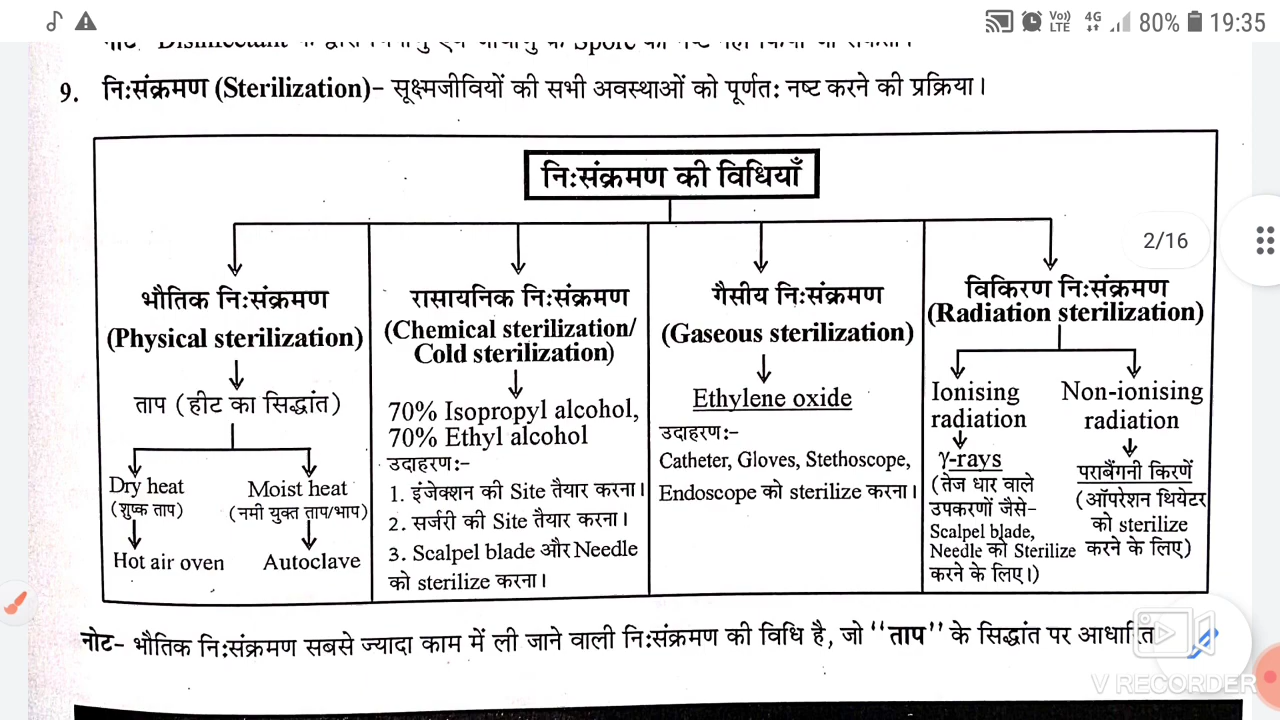 80% 19:35
9. नि:संक्रमण (Sterilization)- सूक्ष्मजीवियों की सभी अवस्थाओं को पूर्णत: नष्ट करने की प्रक्रिया।
नि:संक्रमण की विधियाँ
2/16
भौतिक नि:संक्रमण
(Physical sterilization)
ताप (हीट का सिद्धांत)
Dry heat
(शुष्क ताप)
Hot air oven
Moist heat
(नमी युक्त ताप/भाप)
Autoclave
रासायनिक नि:संक्रमण
(Chemical sterilization/
Cold sterilization)
70% Isopropyl alcohol,
70% Ethyl alcohol
उदाहरण:-
1. इंजेक्शन की Site तैयार करना।
2. सर्जरी की Site तैयार करना।
3. Scalpel blade और Needle
को sterilize करना।
गैसीय नि:संक्रमण
(Gaseous sterilization)
Ethylene oxide
उदाहरण:-
Catheter, Gloves, Stethoscope,
Endoscope को sterilize करना।
विकिरण नि:संक्रमण
(Radiation sterilization)
Ionising
radiation
γ-rays
(तेज धार वाले
उपकरणों जैसे-
Scalpel blade,
Needle को Sterilize
करने के लिए।)
Non-ionising
radiation
पराबैंगनी किरणें
(ऑपरेशन थियेटर
को sterilize
करने के लिए)
नोट- भौतिक नि:संक्रमण सबसे ज्यादा काम में ली जाने वाली नि:संक्रमण की विधि है, जो "ताप" के सिद्धांत पर आधारित
V RECORDER